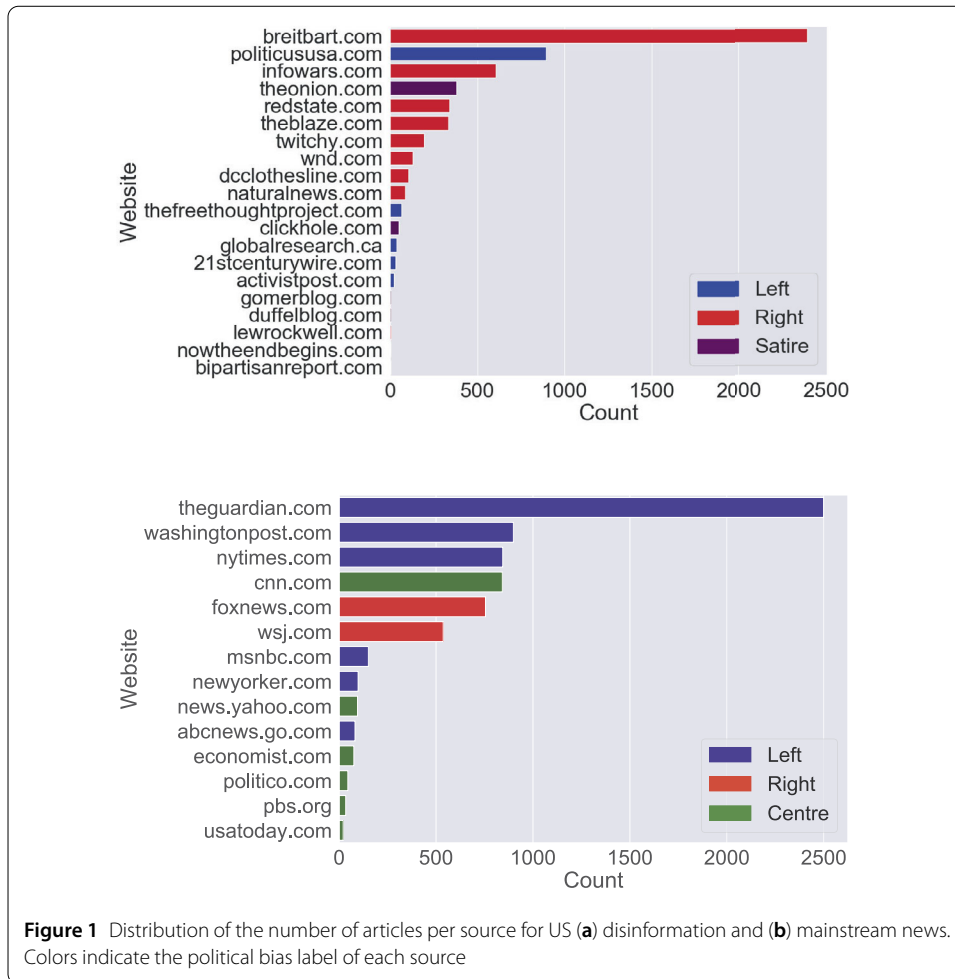 breitbart.com
politicususa.com
infowars.com
theonion.com
redstate.com
theblaze.com
twitchy.com
wnd.com
dcclothesline.com
naturalnews.com
thefreethoughtproject.com
clickhole.com
globalresearch.ca
21stcenturywire.com
activistpost.com
gomerblog.com
duffelblog.com
lewrockwell.com
nowtheendbegins.com
bipartisanreport.com
Website
Left
Right
Satire
0 500 1000 1500 2000 2500
Count
theguardian.com
washingtonpost.com
nytimes.com
cnn.com
foxnews.com
wsj.com
msnbc.com
newyorker.com
news.yahoo.com
abcnews.go.com
economist.com
politico.com
pbs.org
usatoday.com
Website
Left
Right
Centre
0 500 1000 1500 2000 2500
Count
Figure 1 Distribution of the number of articles per source for US (a) disinformation and (b) mainstream news.
Colors indicate the political bias label of each source